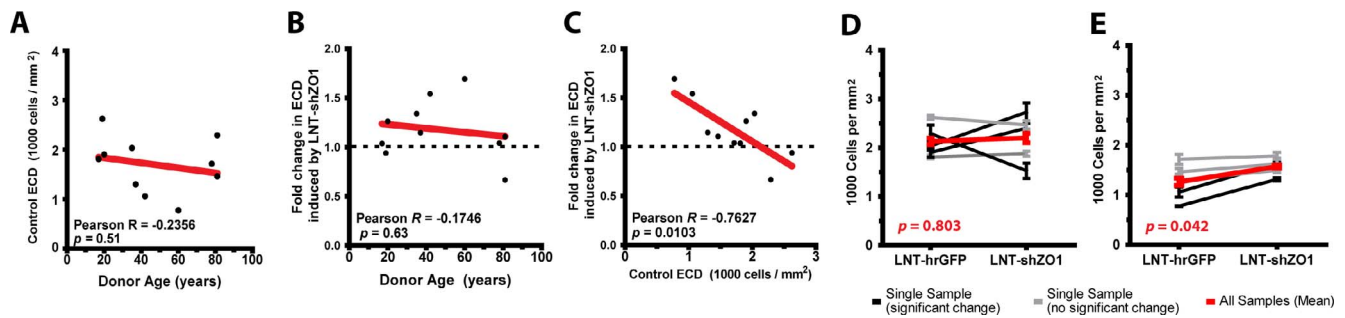 A
Control ECD (1000 cells / mm 2)
4
3
2
1
0
0 20 40 60 80 100
Pearson R = -0.2356
p = 0.51
Donor Age (years)
B
Fold change in ECD
induced by LNT-shZO1
2.0
1.5
1.0
0.5
0.0
0 20 40 60 80 100
Pearson R = -0.1746
p = 0.63
Donor Age (years)
C
Fold change in ECD
induced by LNT-shZO1
2.0
1.5
1.0
0.5
0.0
0 1 2 3
Pearson R = -0.7627
p = 0.0103
Control ECD (1000 cells / mm²)
D
1000 Cells per mm²
4
3
2
1
0
p = 0.803
LNT-hrGFP LNT-shZO1
E
1000 Cells per mm²
4
3
2
1
0
p = 0.042
LNT-hrGFP LNT-shZO1
Single Sample
(significant change)
Single Sample
(no significant change)
All Samples (Mean)